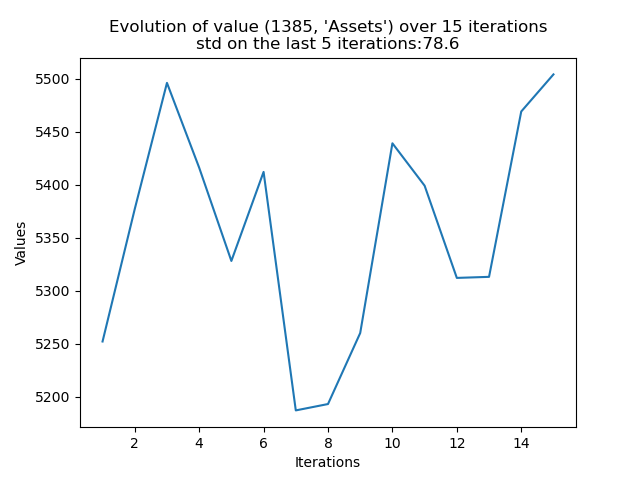 Evolution of value (1385, 'Assets') over 15 iterations
std on the last 5 iterations:78.6
5500
5450
5400
5350
5300
5250
5200
Values
2 4 6 8 10 12 14
Iterations